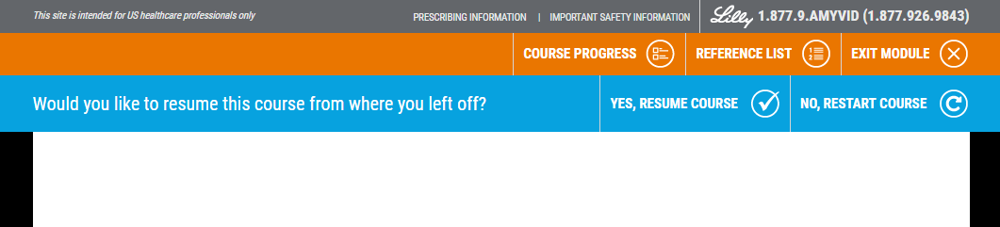 This site is intended for US healthcare professionals only
PRESCRIBING INFORMATION | IMPORTANT SAFETY INFORMATION
Lilly 1.877.9.AMYVID (1.877.926.9843)
COURSE PROGRESS
REFERENCE LIST
EXIT MODULE
Would you like to resume this course from where you left off?
YES, RESUME COURSE
NO, RESTART COURSE